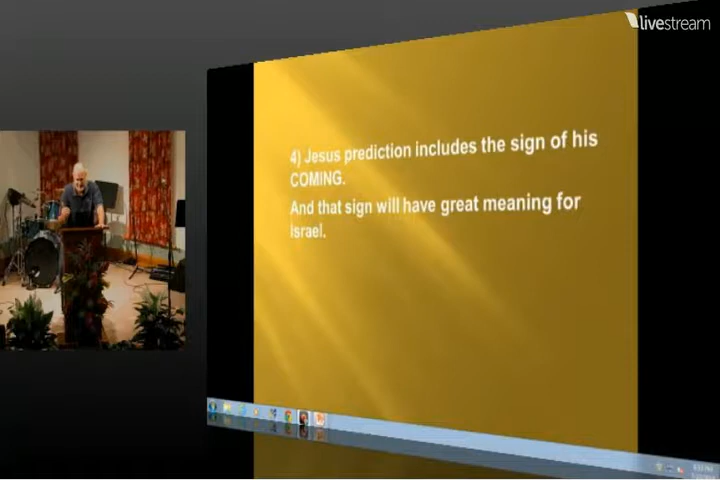 livestream
4) Jesus prediction includes the sign of his
COMING.
And that sign will have great meaning for
Israel.